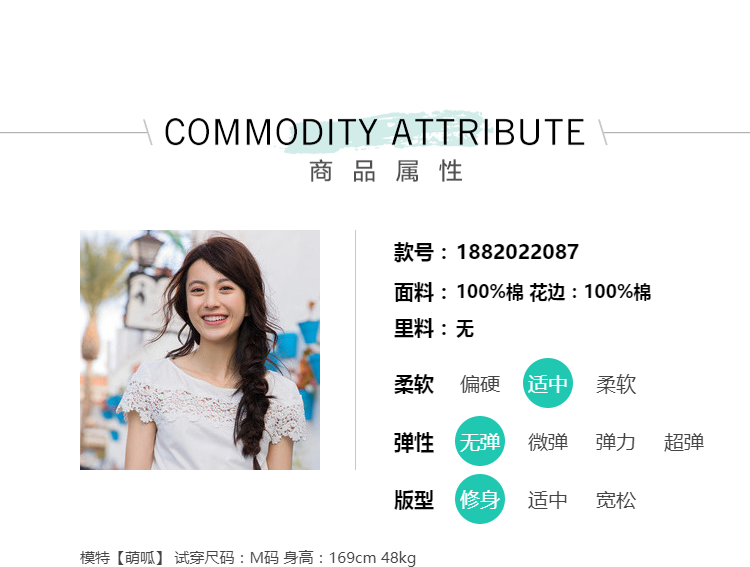 COMMODITY ATTRIBUTE
商品属性
款号：1882022087
面料：100%棉 花边：100%棉
里料：无
柔软 偏硬 适中 柔软
弹性 无弹 微弹 弹力 超弹
版型 修身 适中 宽松
模特【萌呱】 试穿尺码：M码 身高：169cm 48kg